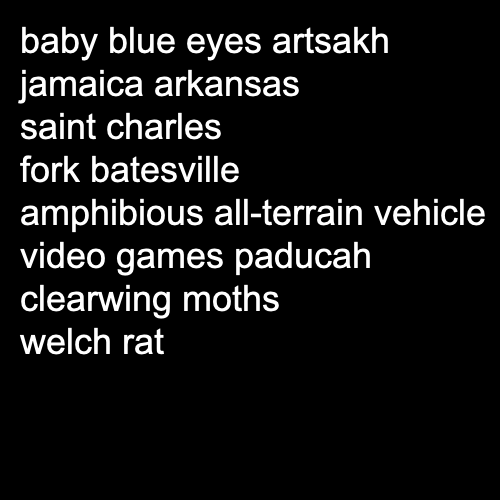 baby blue eyes artsakh
jamaica arkansas
saint charles
fork batesville
amphibious all-terrain vehicle
video games paducah
clearwing moths
welch rat